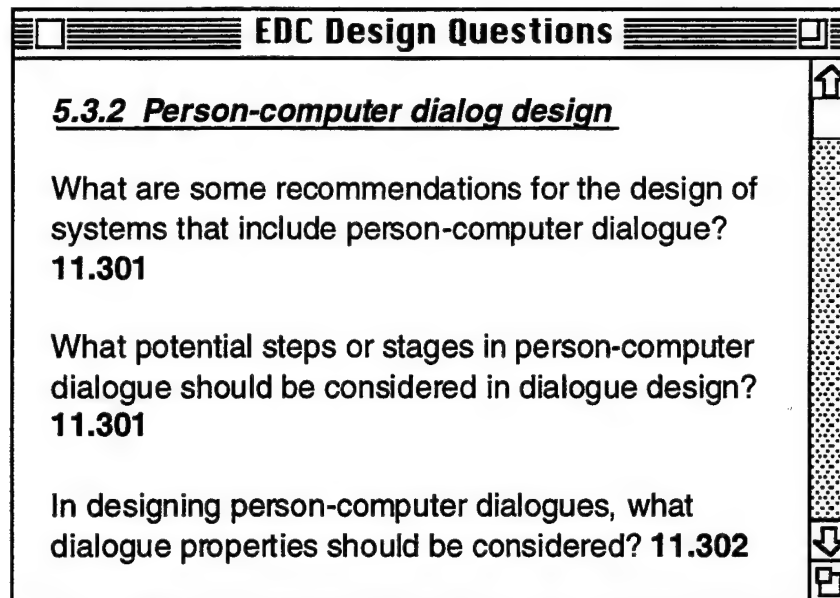 EDC Design Questions
5.3.2 Person-computer dialog design
What are some recommendations for the design of
systems that include person-computer dialogue?
11.301
What potential steps or stages in person-computer
dialogue should be considered in dialogue design?
11.301
In designing person-computer dialogues, what
dialogue properties should be considered? 11.302